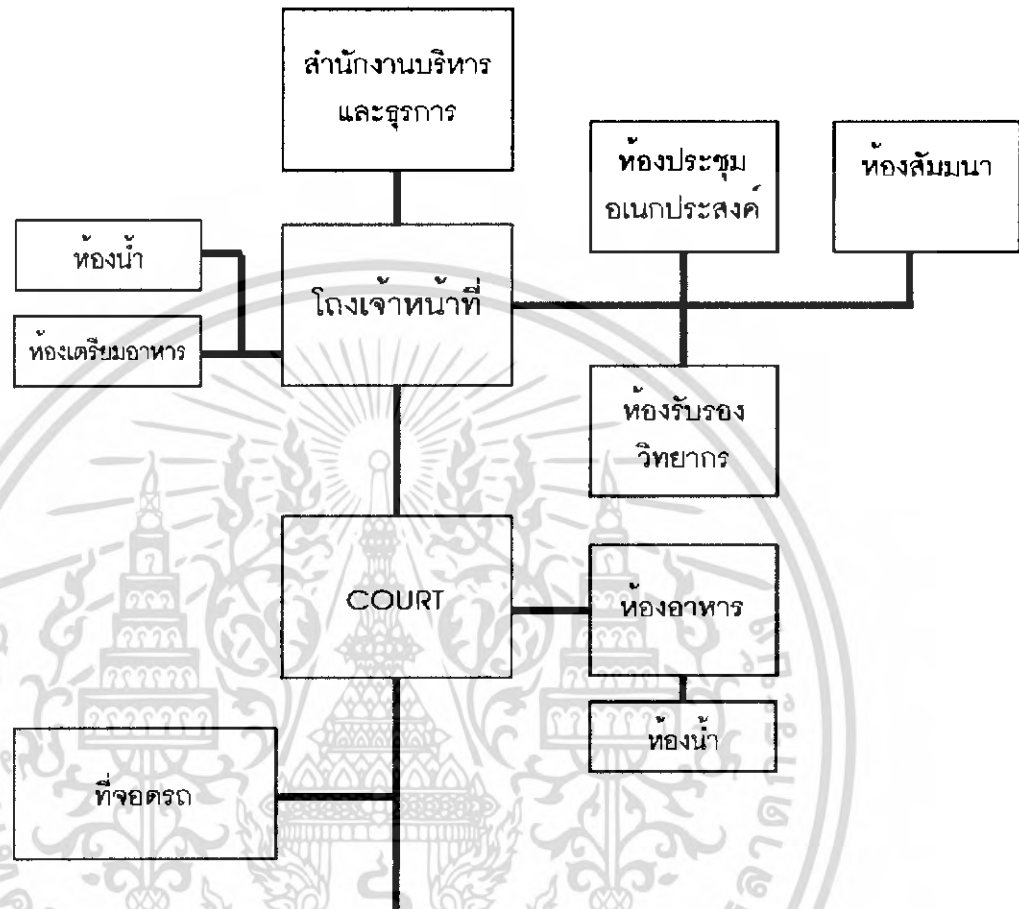 สำนักงานบริหาร
และธุรการ
ห้องประชุม
อเนกประสงค์
ห้องสัมมนา
ห้องน้ำ
โถงเจ้าหน้าที่
ห้องเตรียมอาหาร
ห้องรับรอง
วิทยากร
COURT
ห้องอาหาร
ห้องน้ำ
ที่จอดรถ